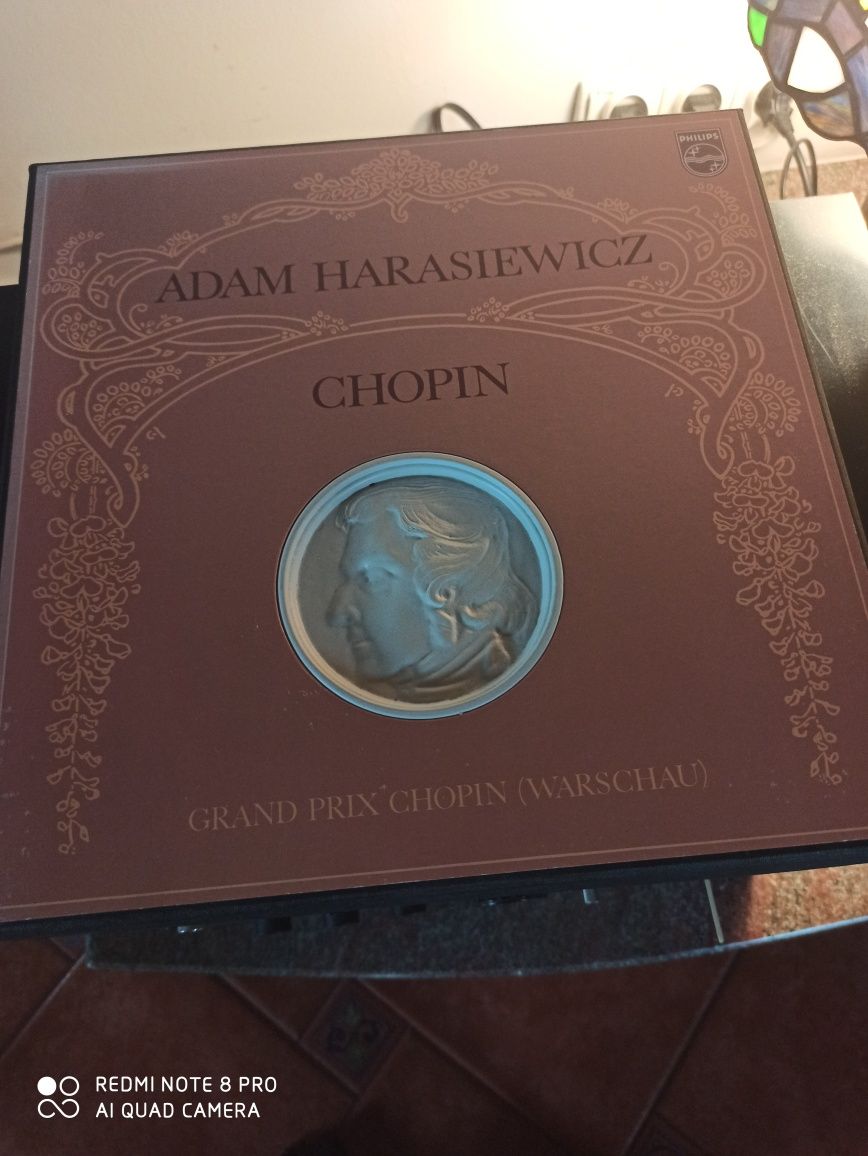 PHILIPS
ADAM HARASIEWICZ
CHOPIN
GRAND PRIX CHOPIN (WARSCHAU)
REDMI NOTE 8 PRO
AI QUAD CAMERA